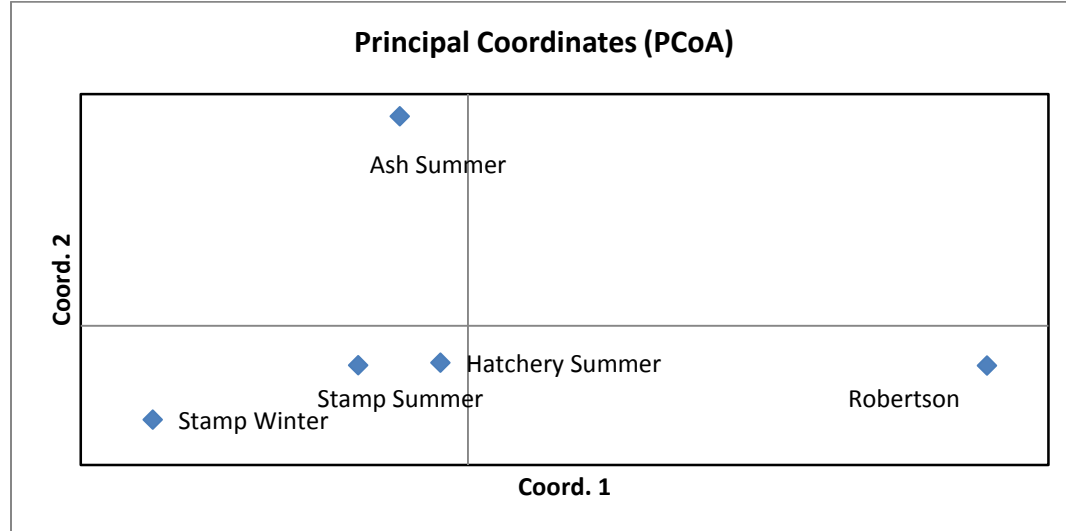 Principal Coordinates (PCoA)
Ash Summer
Coord. 2
Hatchery Summer
Stamp Summer
Robertson
Stamp Winter
Coord. 1